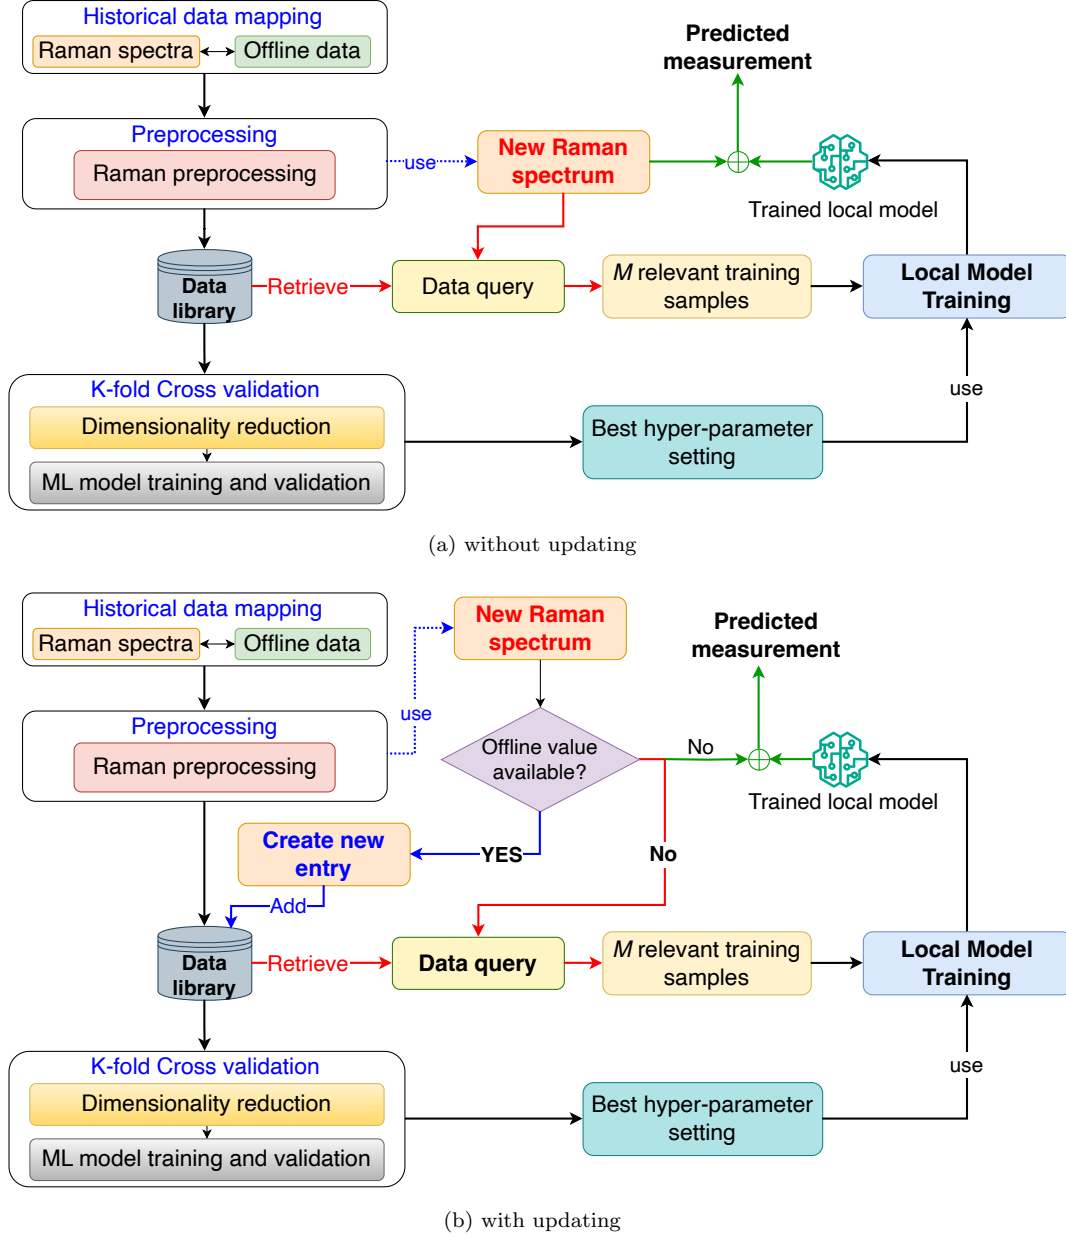 Historical data mapping
Raman spectra
Offline data
Preprocessing
Raman preprocessing
use
New Raman
spectrum
Predicted
measurement
Trained local model
Data
library
Retrieve
Data query
M relevant training
samples
Local Model
Training
K-fold Cross validation
Dimensionality reduction
ML model training and validation
Best hyper-parameter
setting
use
(a) without updating
Historical data mapping
Raman spectra
Offline data
Preprocessing
Raman preprocessing
use
New Raman
spectrum
Offline value
available?
No
Predicted
measurement
Trained local model
Create new
entry
YES
No
Add
Data
library
Retrieve
Data query
M relevant training
samples
Local Model
Training
K-fold Cross validation
Dimensionality reduction
ML model training and validation
Best hyper-parameter
setting
use
(b) with updating